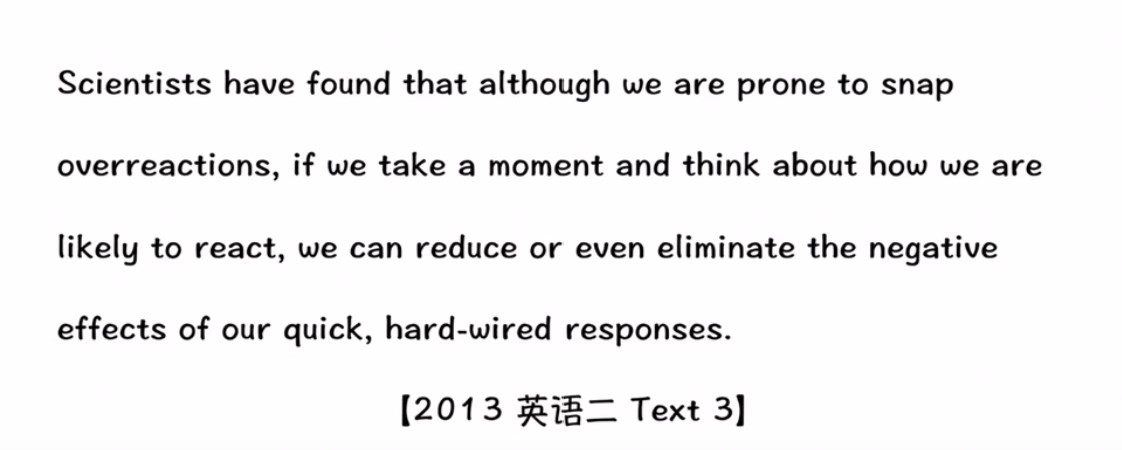 Scientists have found that although we are prone to snap
overreactions, if we take a moment and think about how we are
likely to react, we can reduce or even eliminate the negative
effects of our quick, hard-wired responses.
【2013 英语二 Text 3】